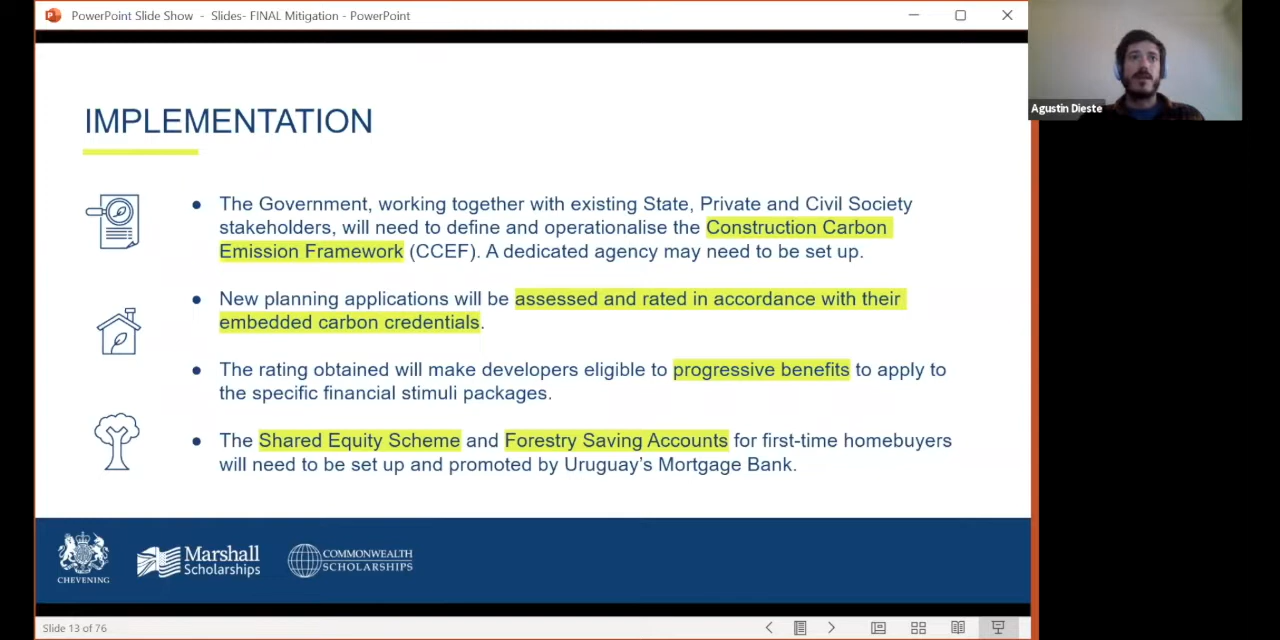 PowerPoint Slide Show - Slides- FINAL Mitigation - PowerPoint
Agustin Dieste
IMPLEMENTATION
● The Government, working together with existing State, Private and Civil Society
stakeholders, will need to define and operationalise the Construction Carbon
Emission Framework (CCEF). A dedicated agency may need to be set up.
● New planning applications will be assessed and rated in accordance with their
embedded carbon credentials.
● The rating obtained will make developers eligible to progressive benefits to apply to
the specific financial stimuli packages.
● The Shared Equity Scheme and Forestry Saving Accounts for first-time homebuyers
will need to be set up and promoted by Uruguay's Mortgage Bank.
CHEVENING
Marshall
Scholarships
COMMONWEALTH
SCHOLARSHIPS
Slide 13 of 76